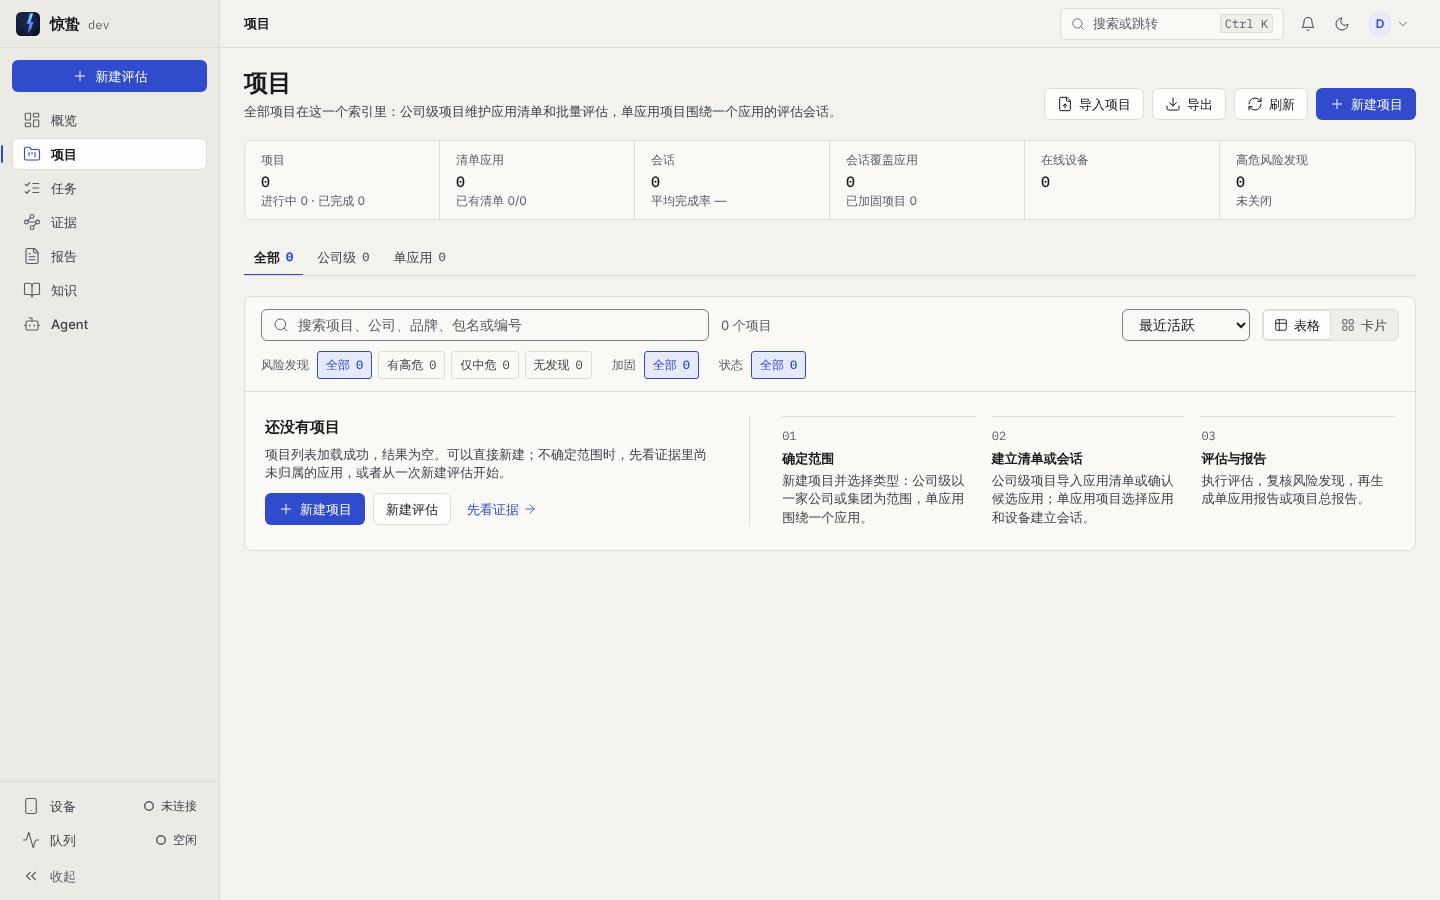 惊蛰 dev
新建评估
概览
项目
任务
证据
报告
知识
Agent
设备 未连接
队列 空闲
收起
项目
搜索或跳转 Ctrl K
D
项目
全部项目在这一个索引里：公司级项目维护应用清单和批量评估，单应用项目围绕一个应用的评估会话。
导入项目 导出 刷新 新建项目
项目
0
进行中 0 · 已完成 0
清单应用
0
已有清单 0/0
会话
0
平均完成率 —
会话覆盖应用
0
已加固项目 0
在线设备
0
高危风险发现
0
未关闭
全部 0 公司级 0 单应用 0
搜索项目、公司、品牌、包名或编号 0 个项目 最近活跃 表格 卡片
风险发现 全部 0 有高危 0 仅中危 0 无发现 0 加固 全部 0 状态 全部 0
还没有项目
项目列表加载成功，结果为空。可以直接新建；不确定范围时，先看证据里尚
未归属的应用，或者从一次新建评估开始。
新建项目 新建评估 先看证据
01
确定范围
新建项目并选择类型：公司级以
一家公司或集团为范围，单应用
围绕一个应用。
02
建立清单或会话
公司级项目导入应用清单或确认
候选应用；单应用项目选择应用
和设备建立会话。
03
评估与报告
执行评估，复核风险发现，再生
成单应用报告或项目总报告。